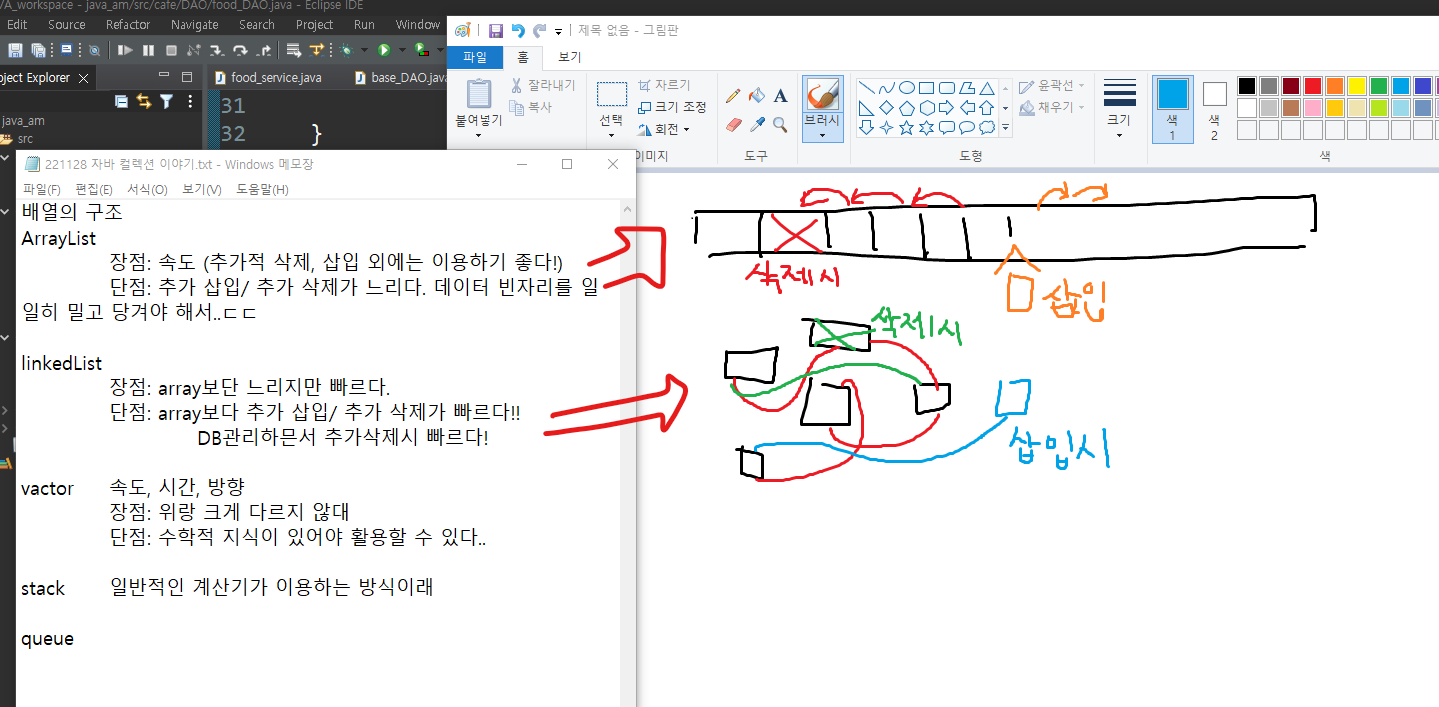 /A_workspace - java_am/src/cafe/DAO/food_DAO.java - Eclipse IDE
Edit Source Refactor Navigate Search Project Run Window
oject Explorer
food_service.java
base_DAO.java
java_am
src
31
32 }
제목 없음 - 그림판
파일 홈 보기
붙여넣기
잘라내기
복사
선택
자르기
크기 조정
회전
이미지
브러시
도구
윤곽선
채우기
도형
크기
색
1
색
2
색
221128 자바 컬렉션 이야기.txt - Windows 메모장
파일(F) 편집(E) 서식(O) 보기(V) 도움말(H)
배열의 구조
ArrayList
장점: 속도 (추가적 삭제, 삽입 외에는 이용하기 좋다!)
단점: 추가 삽입/ 추가 삭제가 느리다. 데이터 빈자리를 일
일히 밀고 당겨야 해서..ㄷㄷ
linkedList
장점: array보단 느리지만 빠르다.
단점: array보다 추가 삽입/ 추가 삭제가 빠르다!!
DB관리하믄서 추가삭제시 빠르다!
vactor 속도, 시간, 방향
장점: 위랑 크게 다르지 않대
단점: 수학적 지식이 있어야 활용할 수 있다..
stack 일반적인 계산기가 이용하는 방식이래
queue
삭제시
삽입
삭제시
삽입시